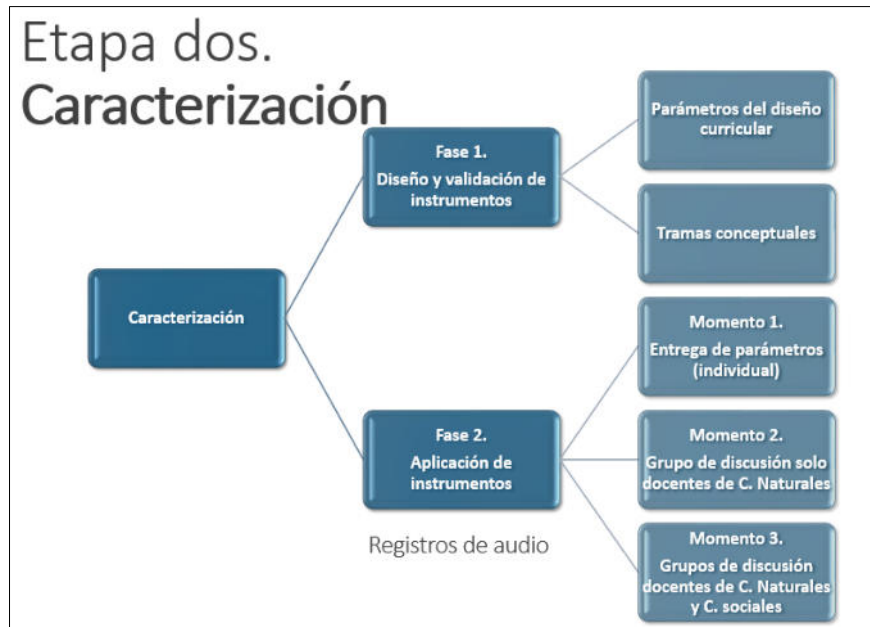 Etapa dos.
Caracterización
Parámetros del diseño
curricular
Fase 1.
Diseño y validación de
instrumentos
Tramas conceptuales
Caracterización
Momento 1.
Entrega de parámetros
(individual)
Fase 2.
Aplicación de
instrumentos
Momento 2.
Grupo de discusión solo
docentes de C. Naturales
Registros de audio
Momento 3.
Grupos de discusión
docentes de C. Naturales
y C. sociales